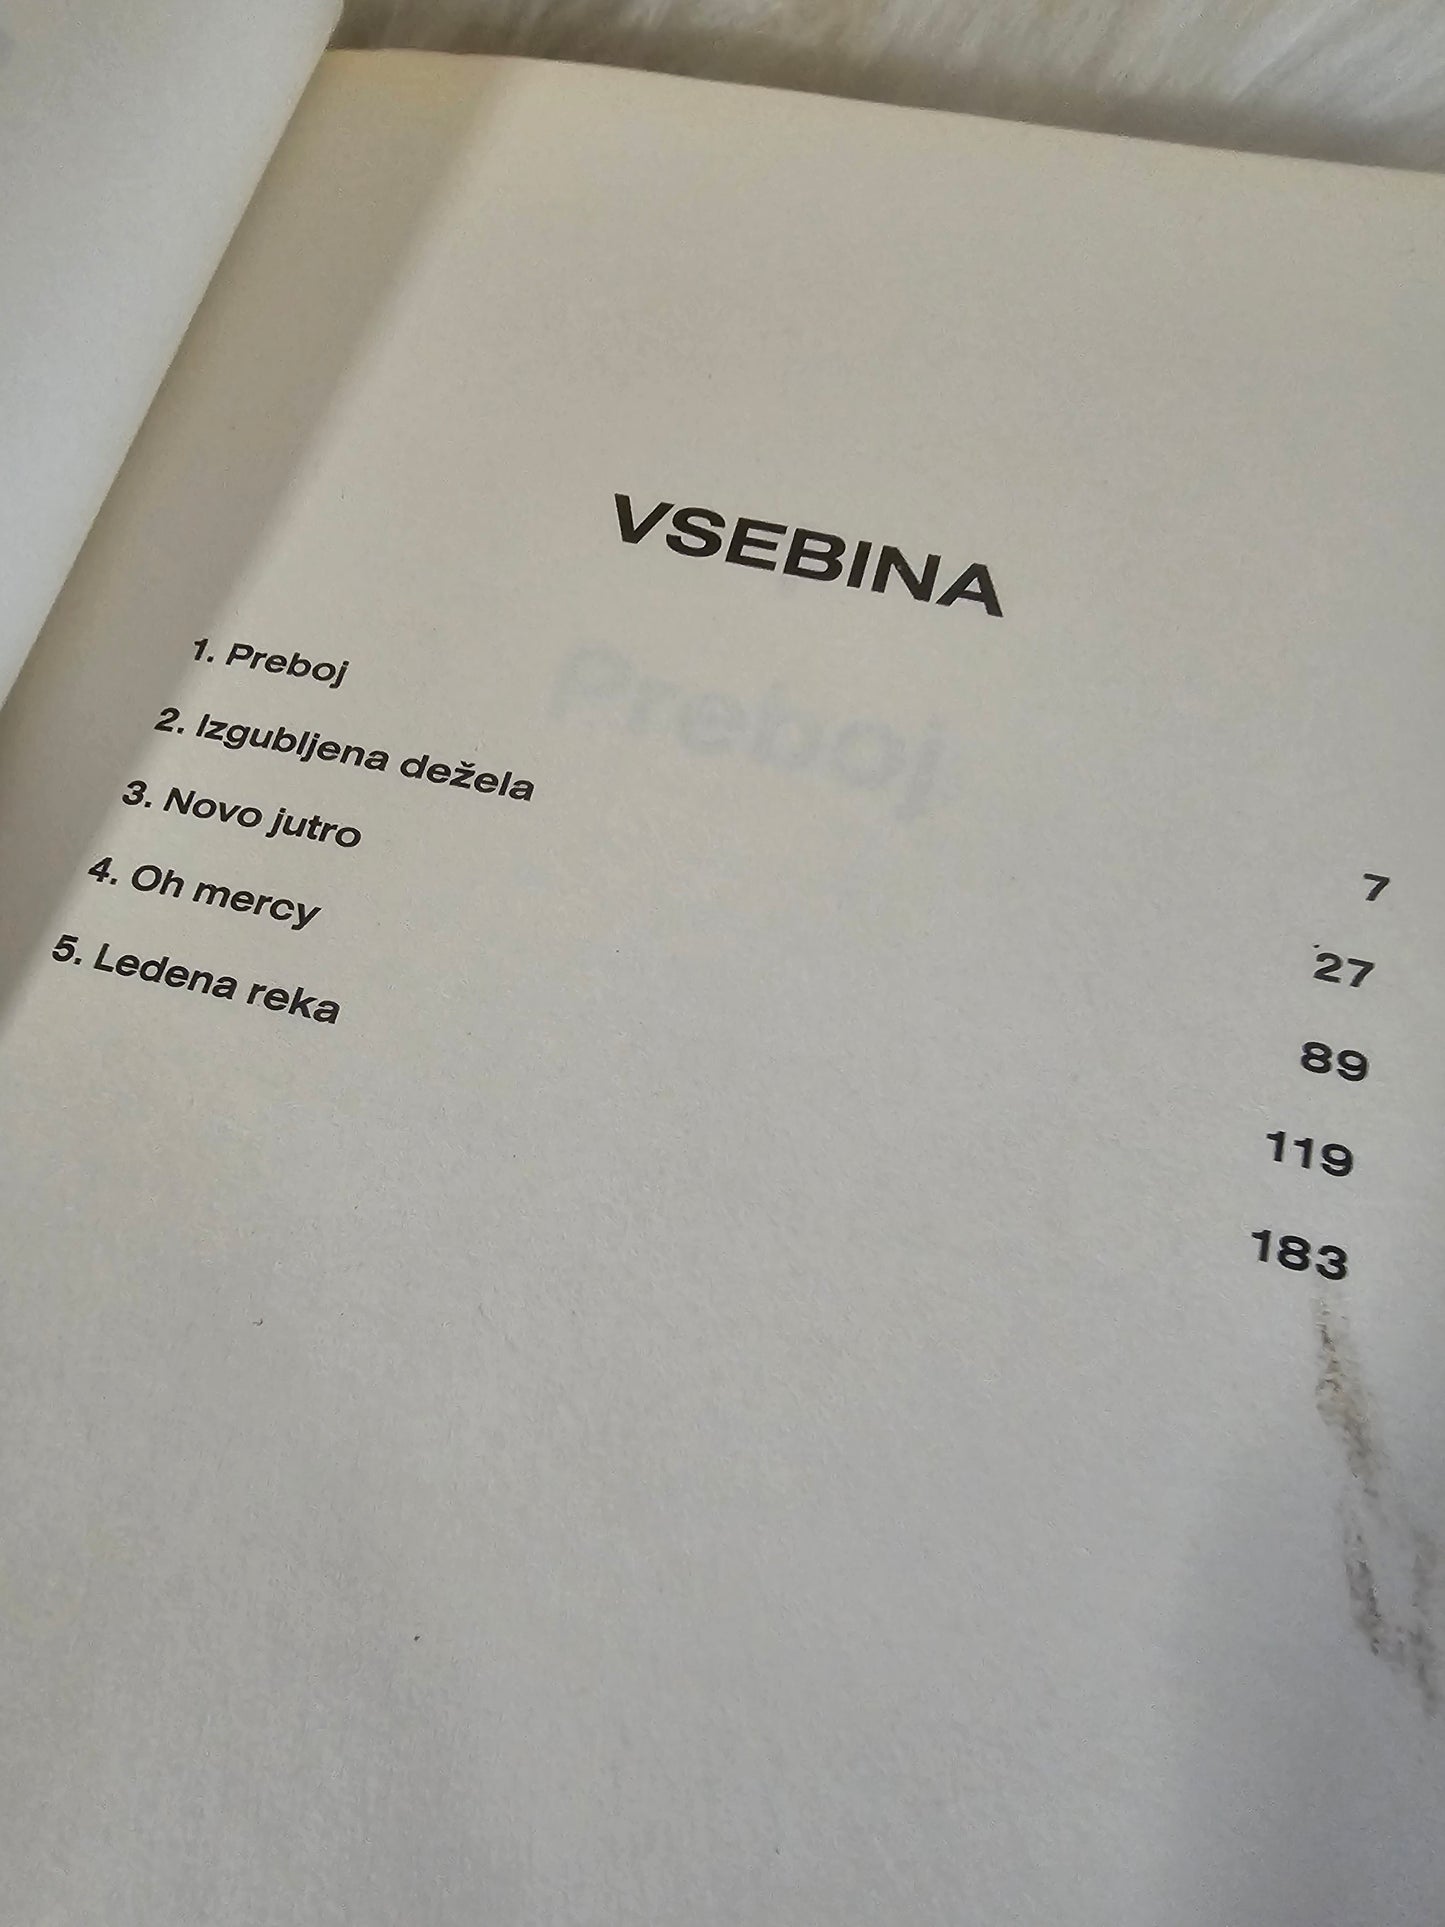 VSEBINA
1. Preboj 7
2. Izgubljena dežela 27
3. Novo jutro 89
4. Oh mercy 119
5. Ledena reka 183
Preboj